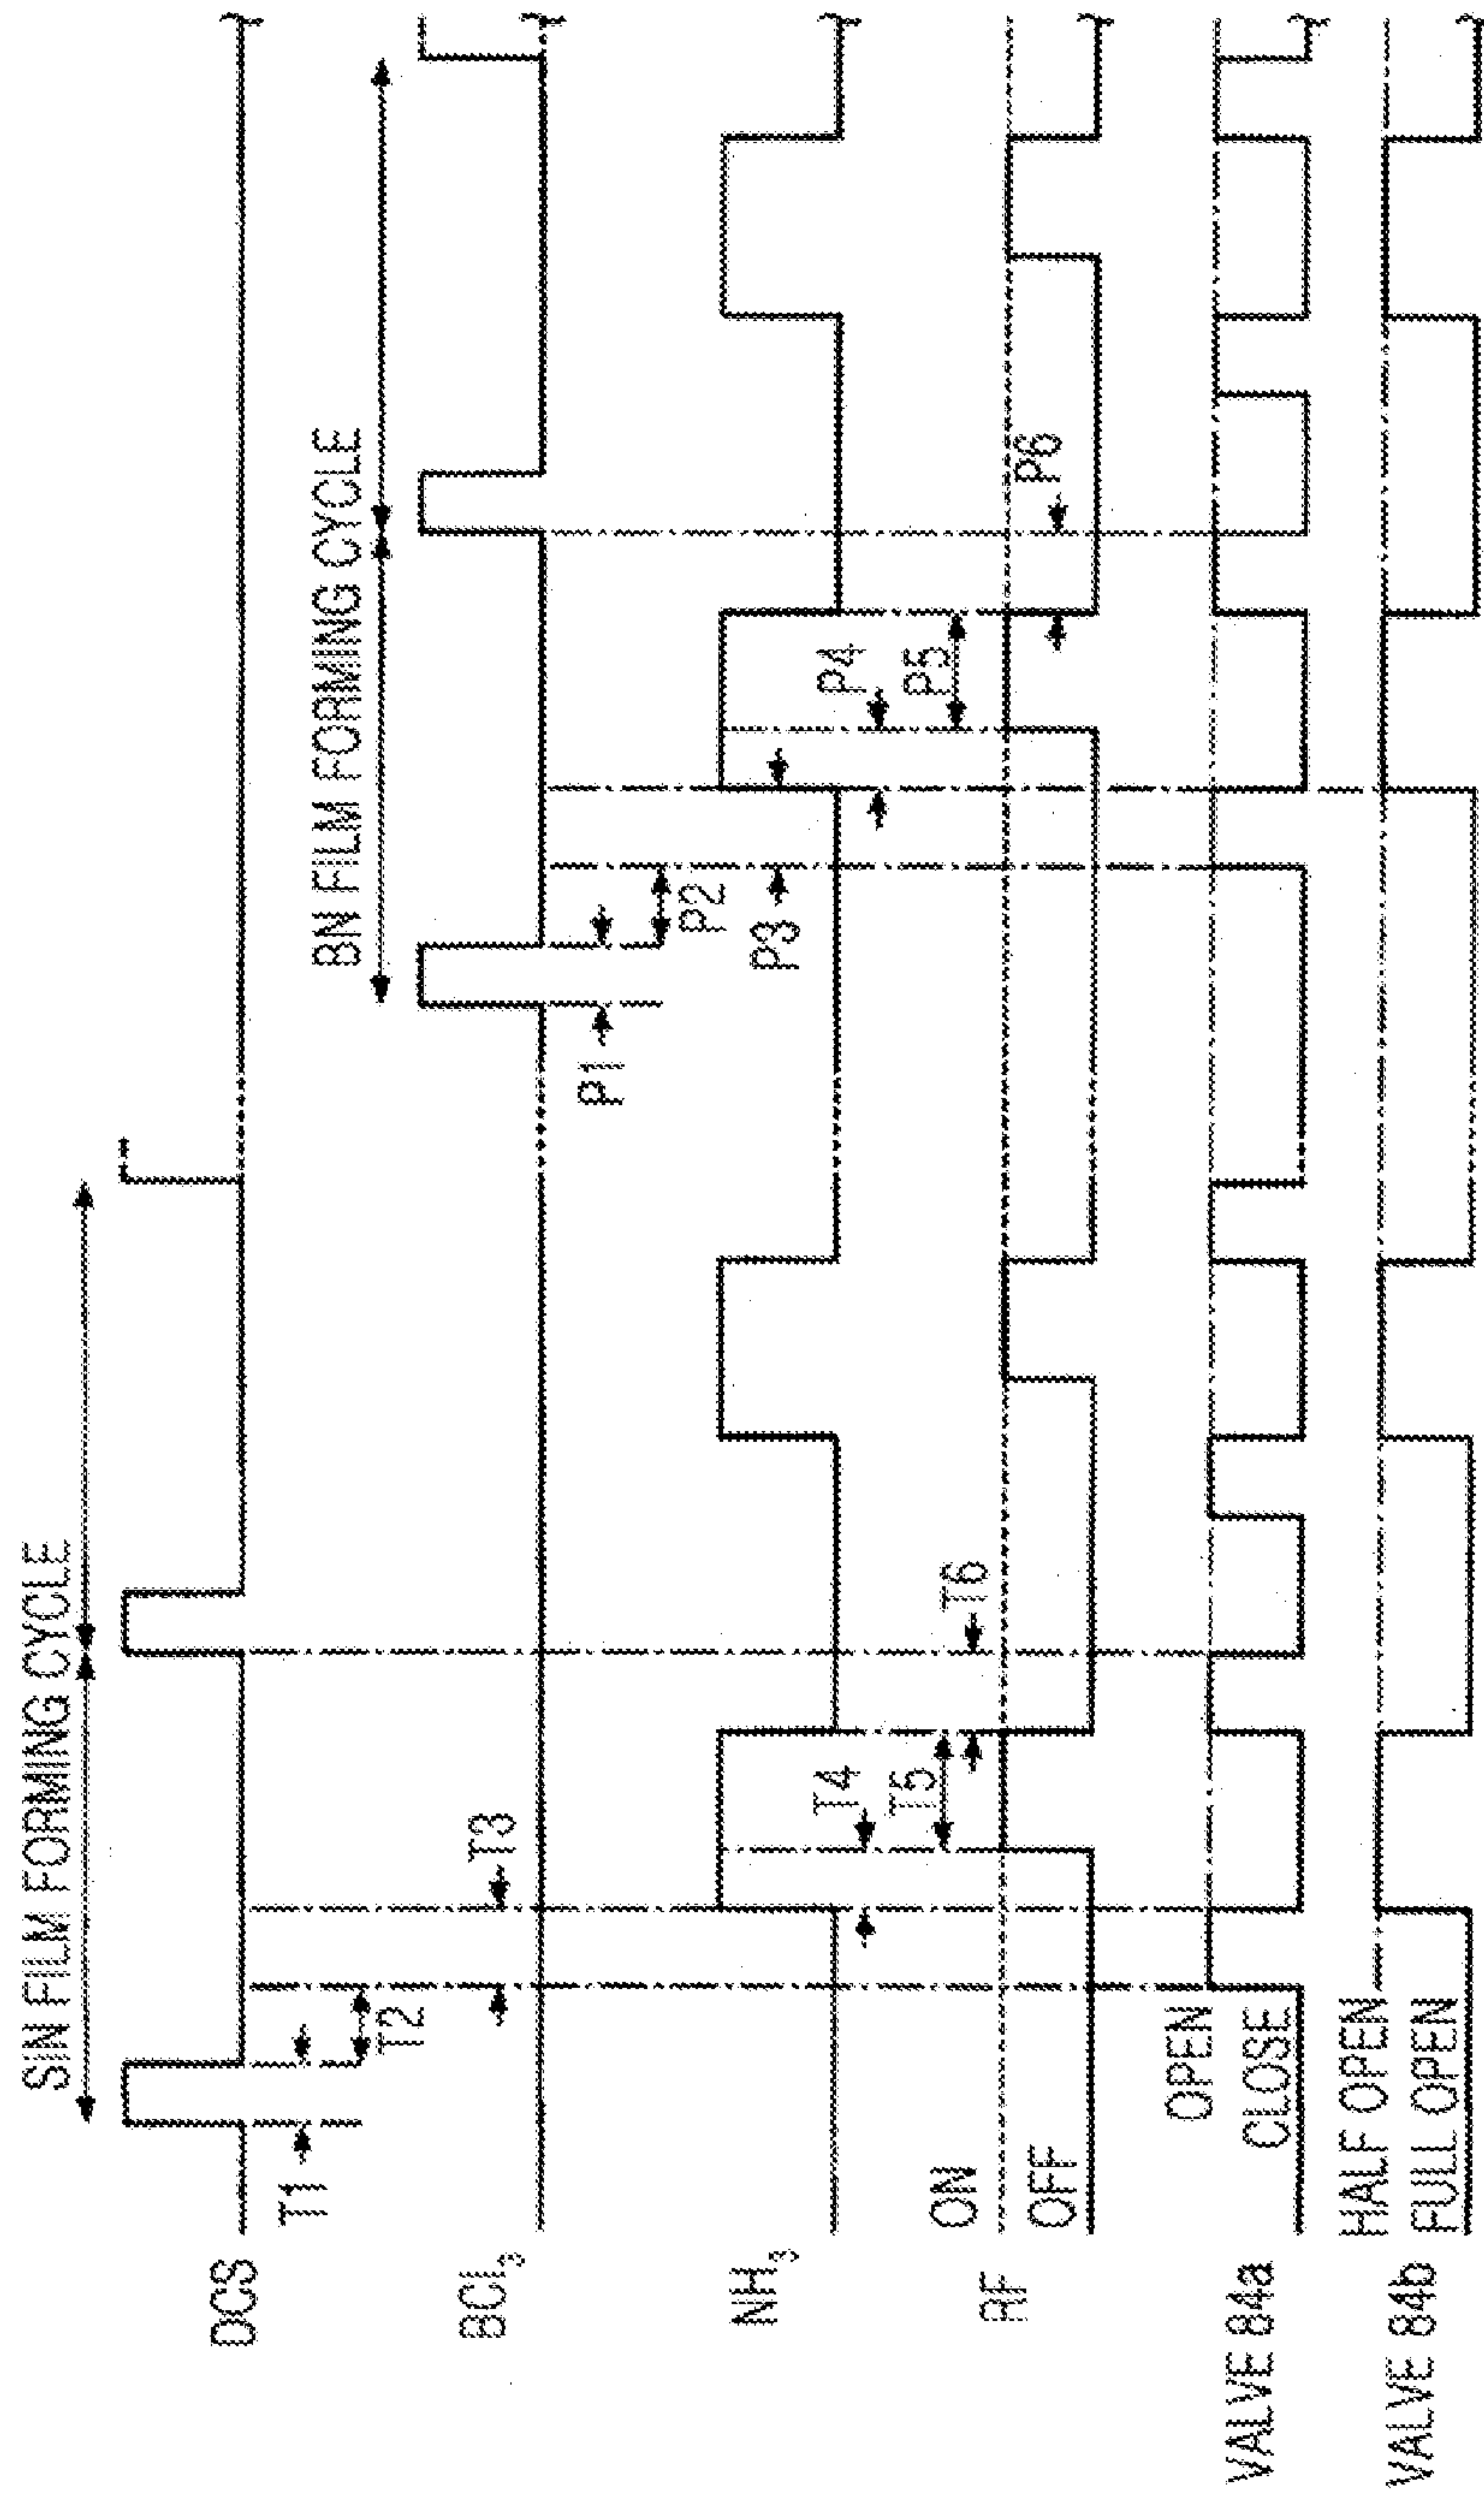 SiN FILM FORMING CYCLE
BN FILM FORMING CYCLE
DCS
T1
T2
BCl3
T3
P1
P2
NH3
P3
T4
P4
RF
ON
OFF
T5
T6
P5
P6
VALVE 84a
OPEN
CLOSE
VALVE 84b
HALF OPEN
FULL OPEN